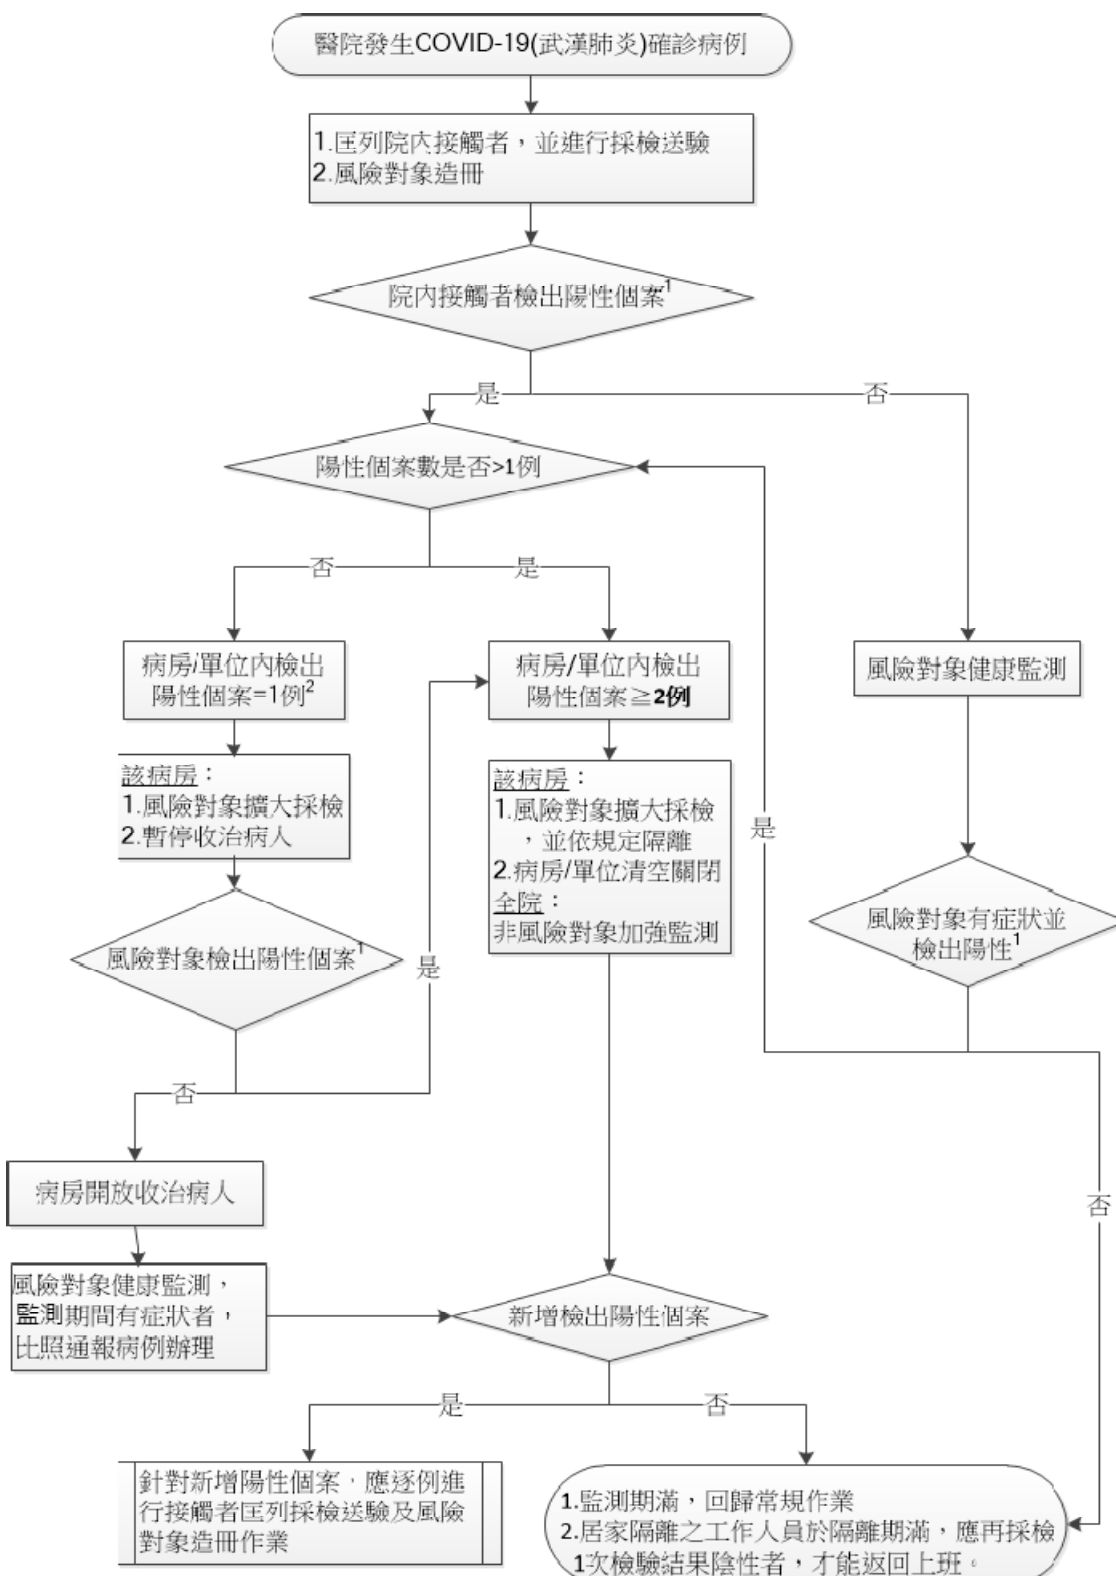 醫院發生COVID-19(武漢肺炎)確診病例
1.匡列院內接觸者，並進行採檢送驗
2.風險對象造冊
院內接觸者檢出陽性個案1
是
否
陽性個案數是否>1例
否
是
病房/單位內檢出
陽性個案=1例2
病房/單位內檢出
陽性個案≧2例
風險對象健康監測
該病房：
1.風險對象擴大採檢
2.暫停收治病人
該病房：
1.風險對象擴大採檢
，並依規定隔離
2.病房/單位清空關閉
全院：
非風險對象加強監測
是
風險對象有症狀並
檢出陽性1
風險對象檢出陽性個案1
是
否
病房開放收治病人
否
風險對象健康監測，
監測期間有症狀者，
比照通報病例辦理
新增檢出陽性個案
是
否
針對新增陽性個案，應逐例進
行接觸者匡列採檢送驗及風險
對象造冊作業
1.監測期滿，回歸常規作業
2.居家隔離之工作人員於隔離期滿，應再採檢
1次檢驗結果陰性者，才能返回上班。